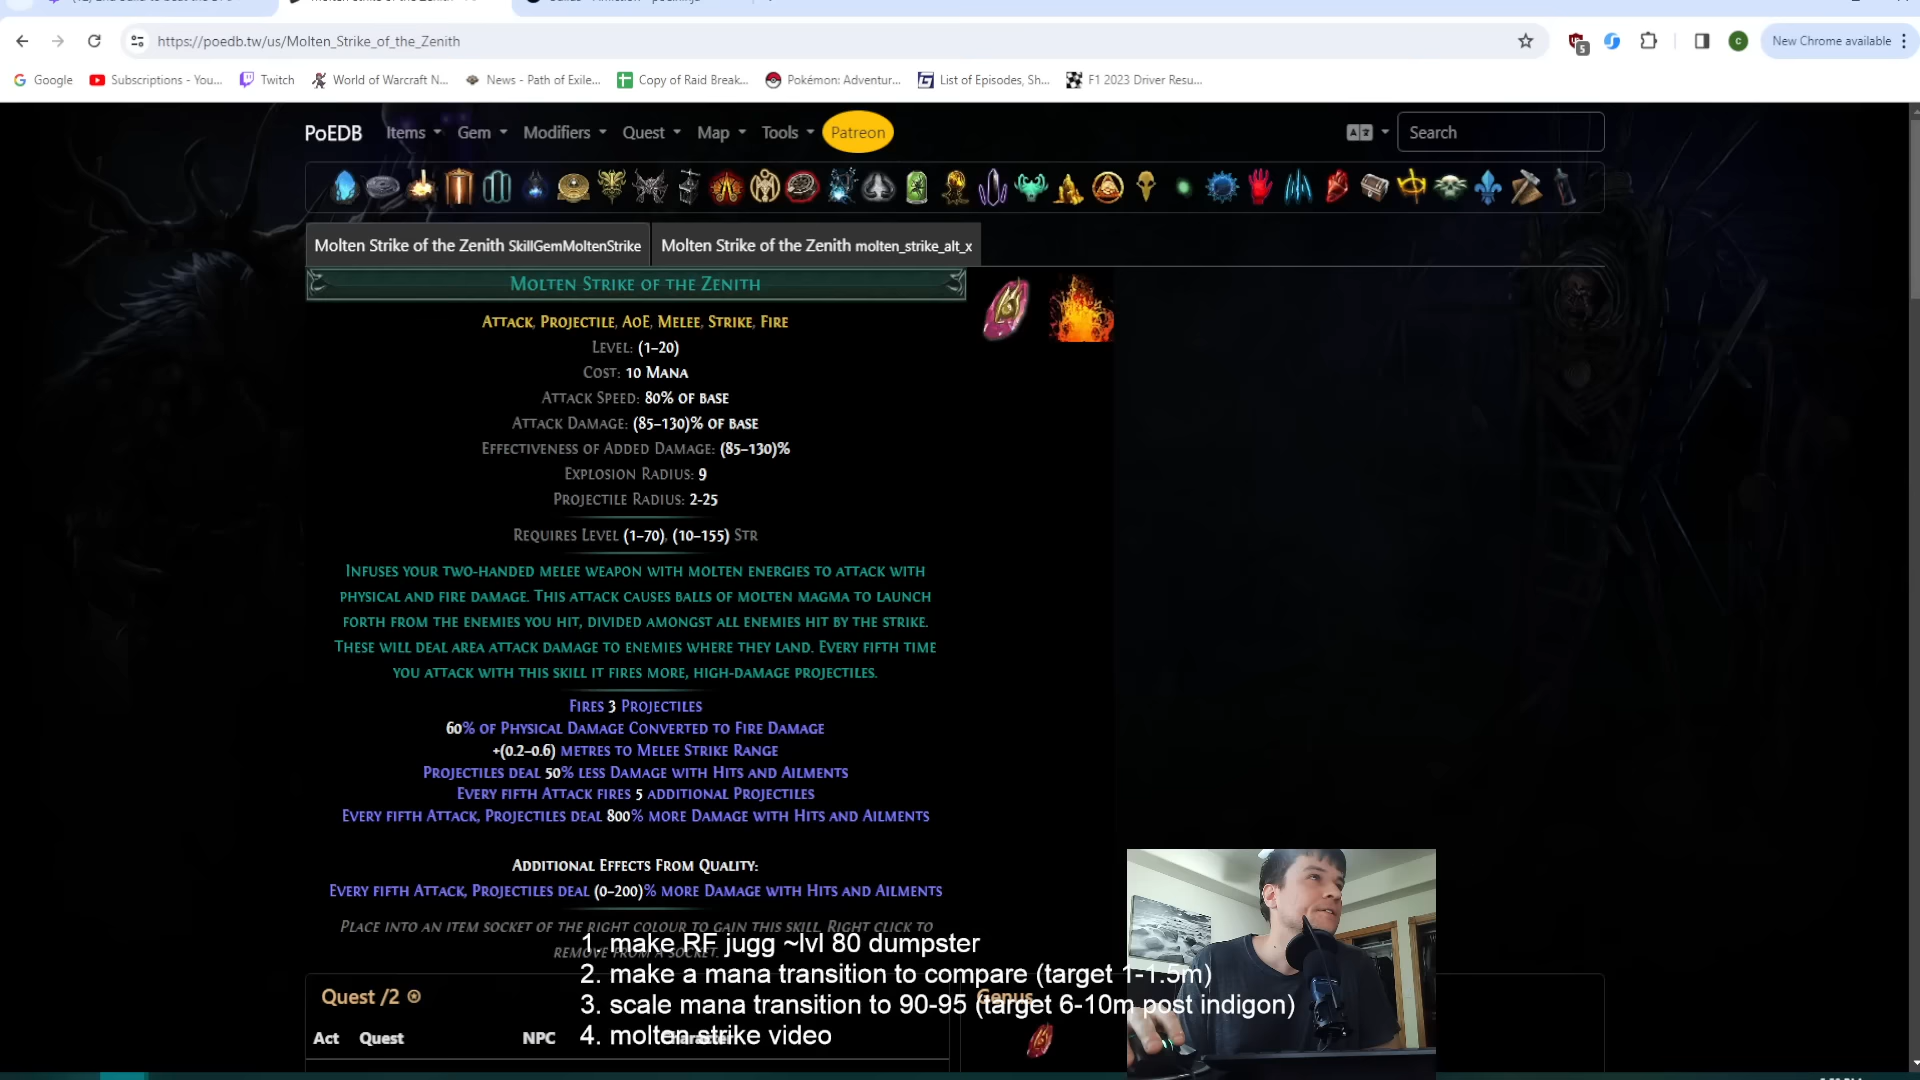 https://poedb.tw/us/Molten_Strike_of_the_Zenith
5
C
New Chrome available
Google
Subscriptions - You...
Twitch
World of Warcraft N...
News - Path of Exile...
Copy of Raid Break...
Pokémon: Adventur...
List of Episodes, Sh...
F1 2023 Driver Resu...
PoEDB
Items
Gem
Modifiers
Quest
Map
Tools
Patreon
Search
Molten Strike of the Zenith SkillGemMoltenStrike
Molten Strike of the Zenith molten_strike_alt_x
Molten Strike of the Zenith
Attack, Projectile, AoE, Melee, Strike, Fire
Level: (1–20)
Cost: 10 Mana
Attack Speed: 80% of base
Attack Damage: (85–130)% of base
Effectiveness of Added Damage: (85–130)%
Explosion Radius: 9
Projectile Radius: 2-25
Requires Level (1–70), (10–155) Str
Infuses your two-handed melee weapon with molten energies to attack with
physical and fire damage. This attack causes balls of molten magma to launch
forth from the enemies you hit, divided amongst all enemies hit by the strike.
These will deal area attack damage to enemies where they land. Every fifth time
you attack with this skill it fires more, high-damage projectiles.
Fires 3 Projectiles
60% of Physical Damage Converted to Fire Damage
+(0.2–0.6) metres to Melee Strike Range
Projectiles deal 50% less Damage with Hits and Ailments
Every fifth Attack fires 5 additional Projectiles
Every fifth Attack, Projectiles deal 800% more Damage with Hits and Ailments
Additional Effects From Quality:
Every fifth Attack, Projectiles deal (0–200)% more Damage with Hits and Ailments
Place into an item socket of the right colour to gain this skill. Right click to
remove from a socket.
1. make RF jugg ~lvl 80 dumpster
2. make a mana transition to compare (target 1-1.5m)
3. scale mana transition to 90-95 (target 6-10m post indigon)
4. molten strike video
Quest /2
Genus
Act
Quest
NPC
Character